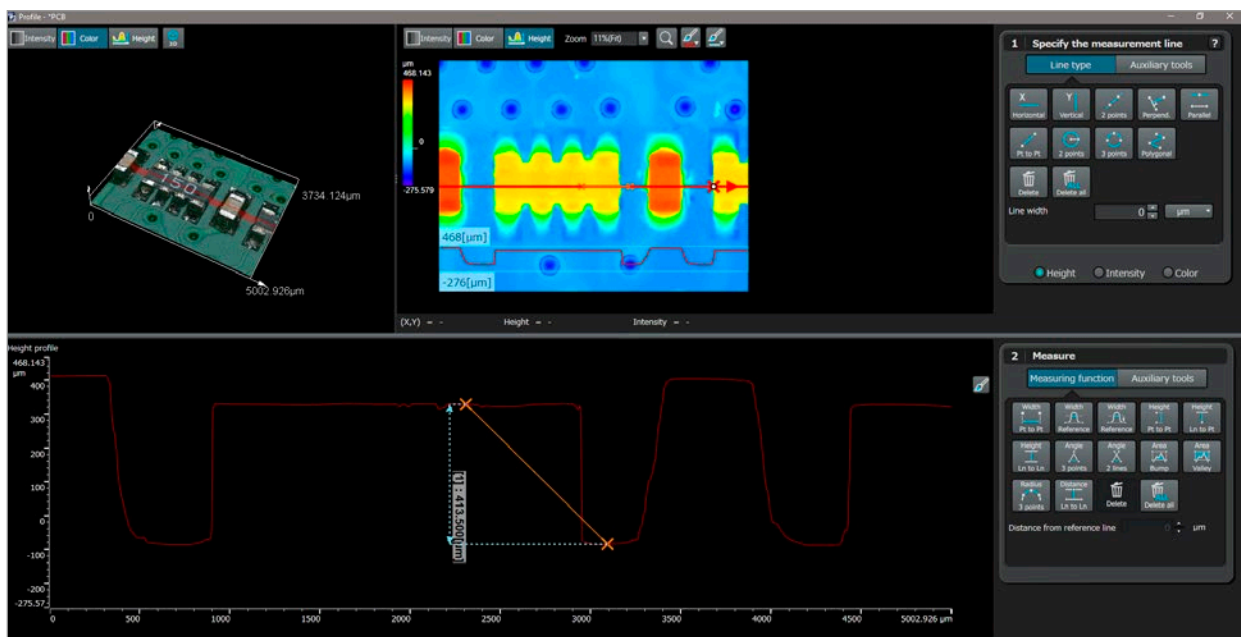 Profile - *PCB
Intensity Color Height 3D
0
3734.124µm
5002.926µm
150
Intensity Color Height Zoom 11%(Fit)
µm
468.143
0
-275.579
468[µm]
-276[µm]
(X,Y) = - Height = - Intensity = -
1 Specify the measurement line ?
Line type Auxiliary tools
X Horizontal
Y Vertical
2 points
Perpend.
Parallel
Pt to Pt
2 points
3 points
Polygonal
Delete
Delete all
Line width 0 µm
Height Intensity Color
Height profile
468.143
µm
400
300
200
100
0
-100
-200
-275.57
0 500 1000 1500 2000 2500 3000 3500 4000 4500 5002.926 µm
[1] : 413.500[µm]
2 Measure
Measuring function Auxiliary tools
Width Pt to Pt
Width Reference
Width Reference
Height Pt to Pt
Height Ln to Pt
Height Ln to Ln
Angle 3 points
Angle 2 lines
Area Bump
Area Valley
Radius 3 points
Distance Ln to Ln
Delete
Delete all
Distance from reference line 0 µm